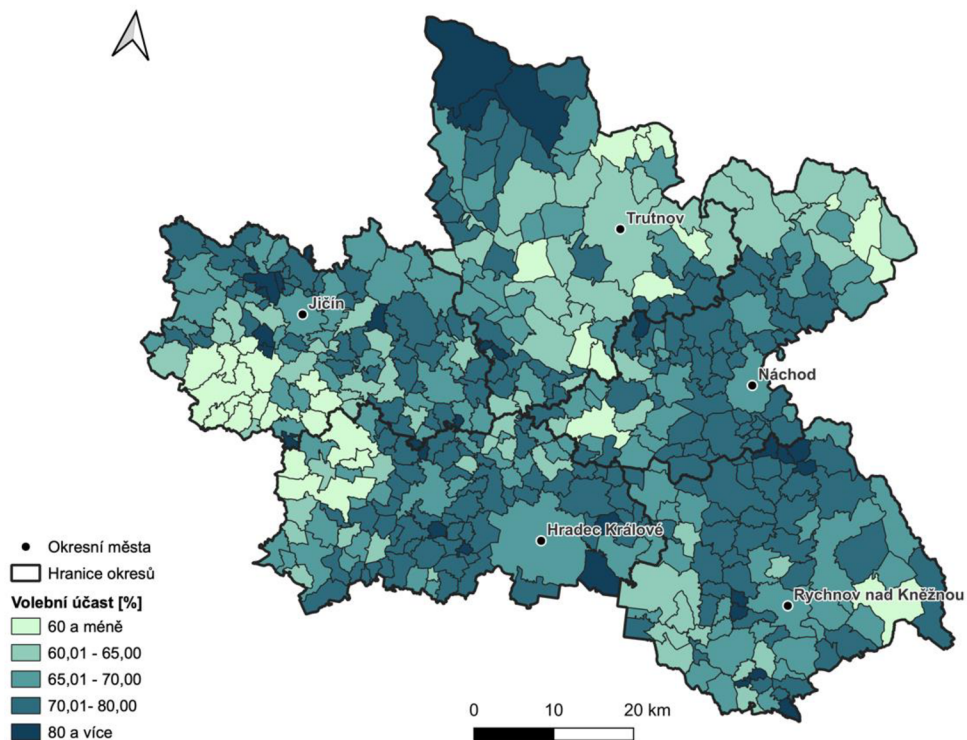 Trutnov
Jičín
Náchod
Hradec Králové
Rychnov nad Kněžnou
Okresní města
Hranice okresů
Volební účast [%]
60 a méně
60,01 - 65,00
65,01 - 70,00
70,01- 80,00
80 a více
0 10 20 km